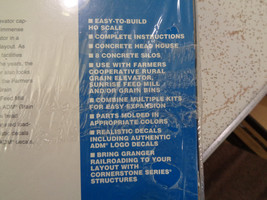 EASY-TO-BUILD
HO SCALE
COMPLETE INSTRUCTIONS
CONCRETE HEAD HOUSE
8 CONCRETE SILOS
USE WITH FARMERS
COOPERATIVE RURAL
GRAIN ELEVATOR,
SUNRISE FEED MILL
AND/OR GRAIN BINS
COMBINE MULTIPLE KITS
FOR EASY EXPANSION
PARTS MOLDED IN
APPROPRIATE COLORS
REALISTIC DECALS
INCLUDING AUTHENTIC
ADM® LOGO DECALS
BRING GRANGER
RAILROADING TO YOUR
LAYOUT WITH
CORNERSTONE SERIES®
STRUCTURES